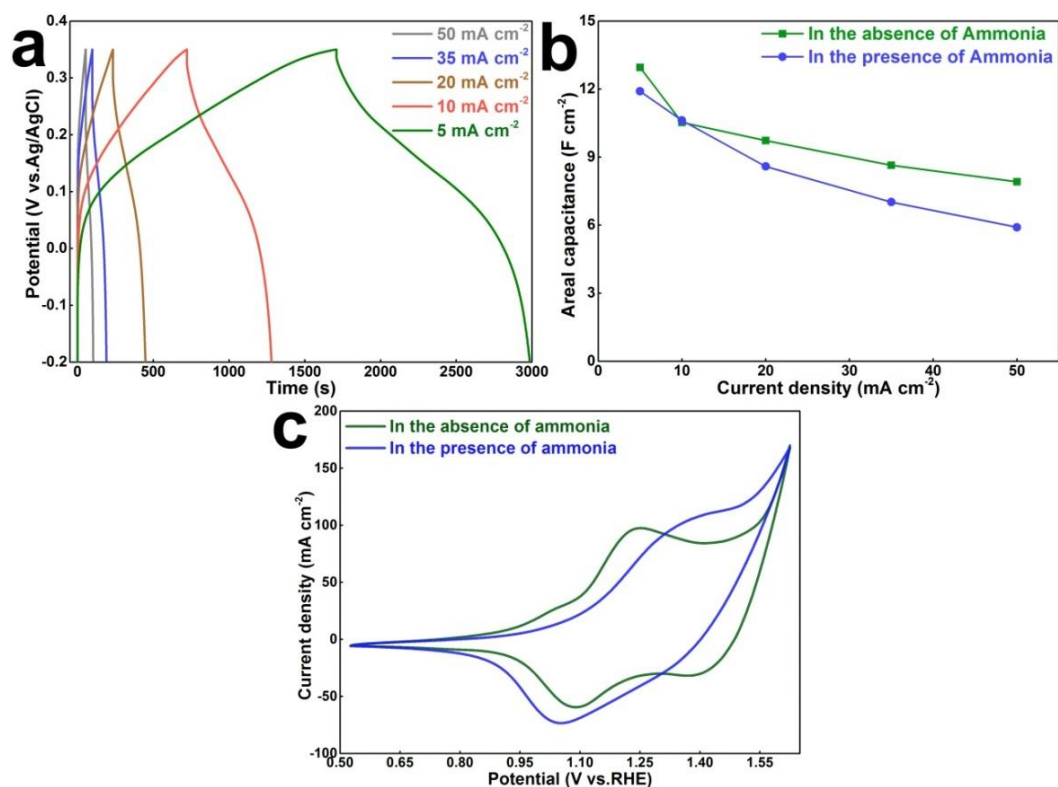 a
50 mA cm⁻²
35 mA cm⁻²
20 mA cm⁻²
10 mA cm⁻²
5 mA cm⁻²
0.4
0.3
0.2
0.1
0.0
-0.1
-0.2
Potential (V vs.Ag/AgCl)
0
500
1000
1500
2000
2500
3000
Time (s)
b
In the absence of Ammonia
In the presence of Ammonia
15
12
9
6
3
0
Areal capacitance (F cm⁻²)
0
10
20
30
40
50
Current density (mA cm⁻²)
c
In the absence of ammonia
In the presence of ammonia
200
150
100
50
0
-50
-100
Current density (mA cm⁻²)
0.50
0.65
0.80
0.95
1.10
1.25
1.40
1.55
Potential (V vs.RHE)